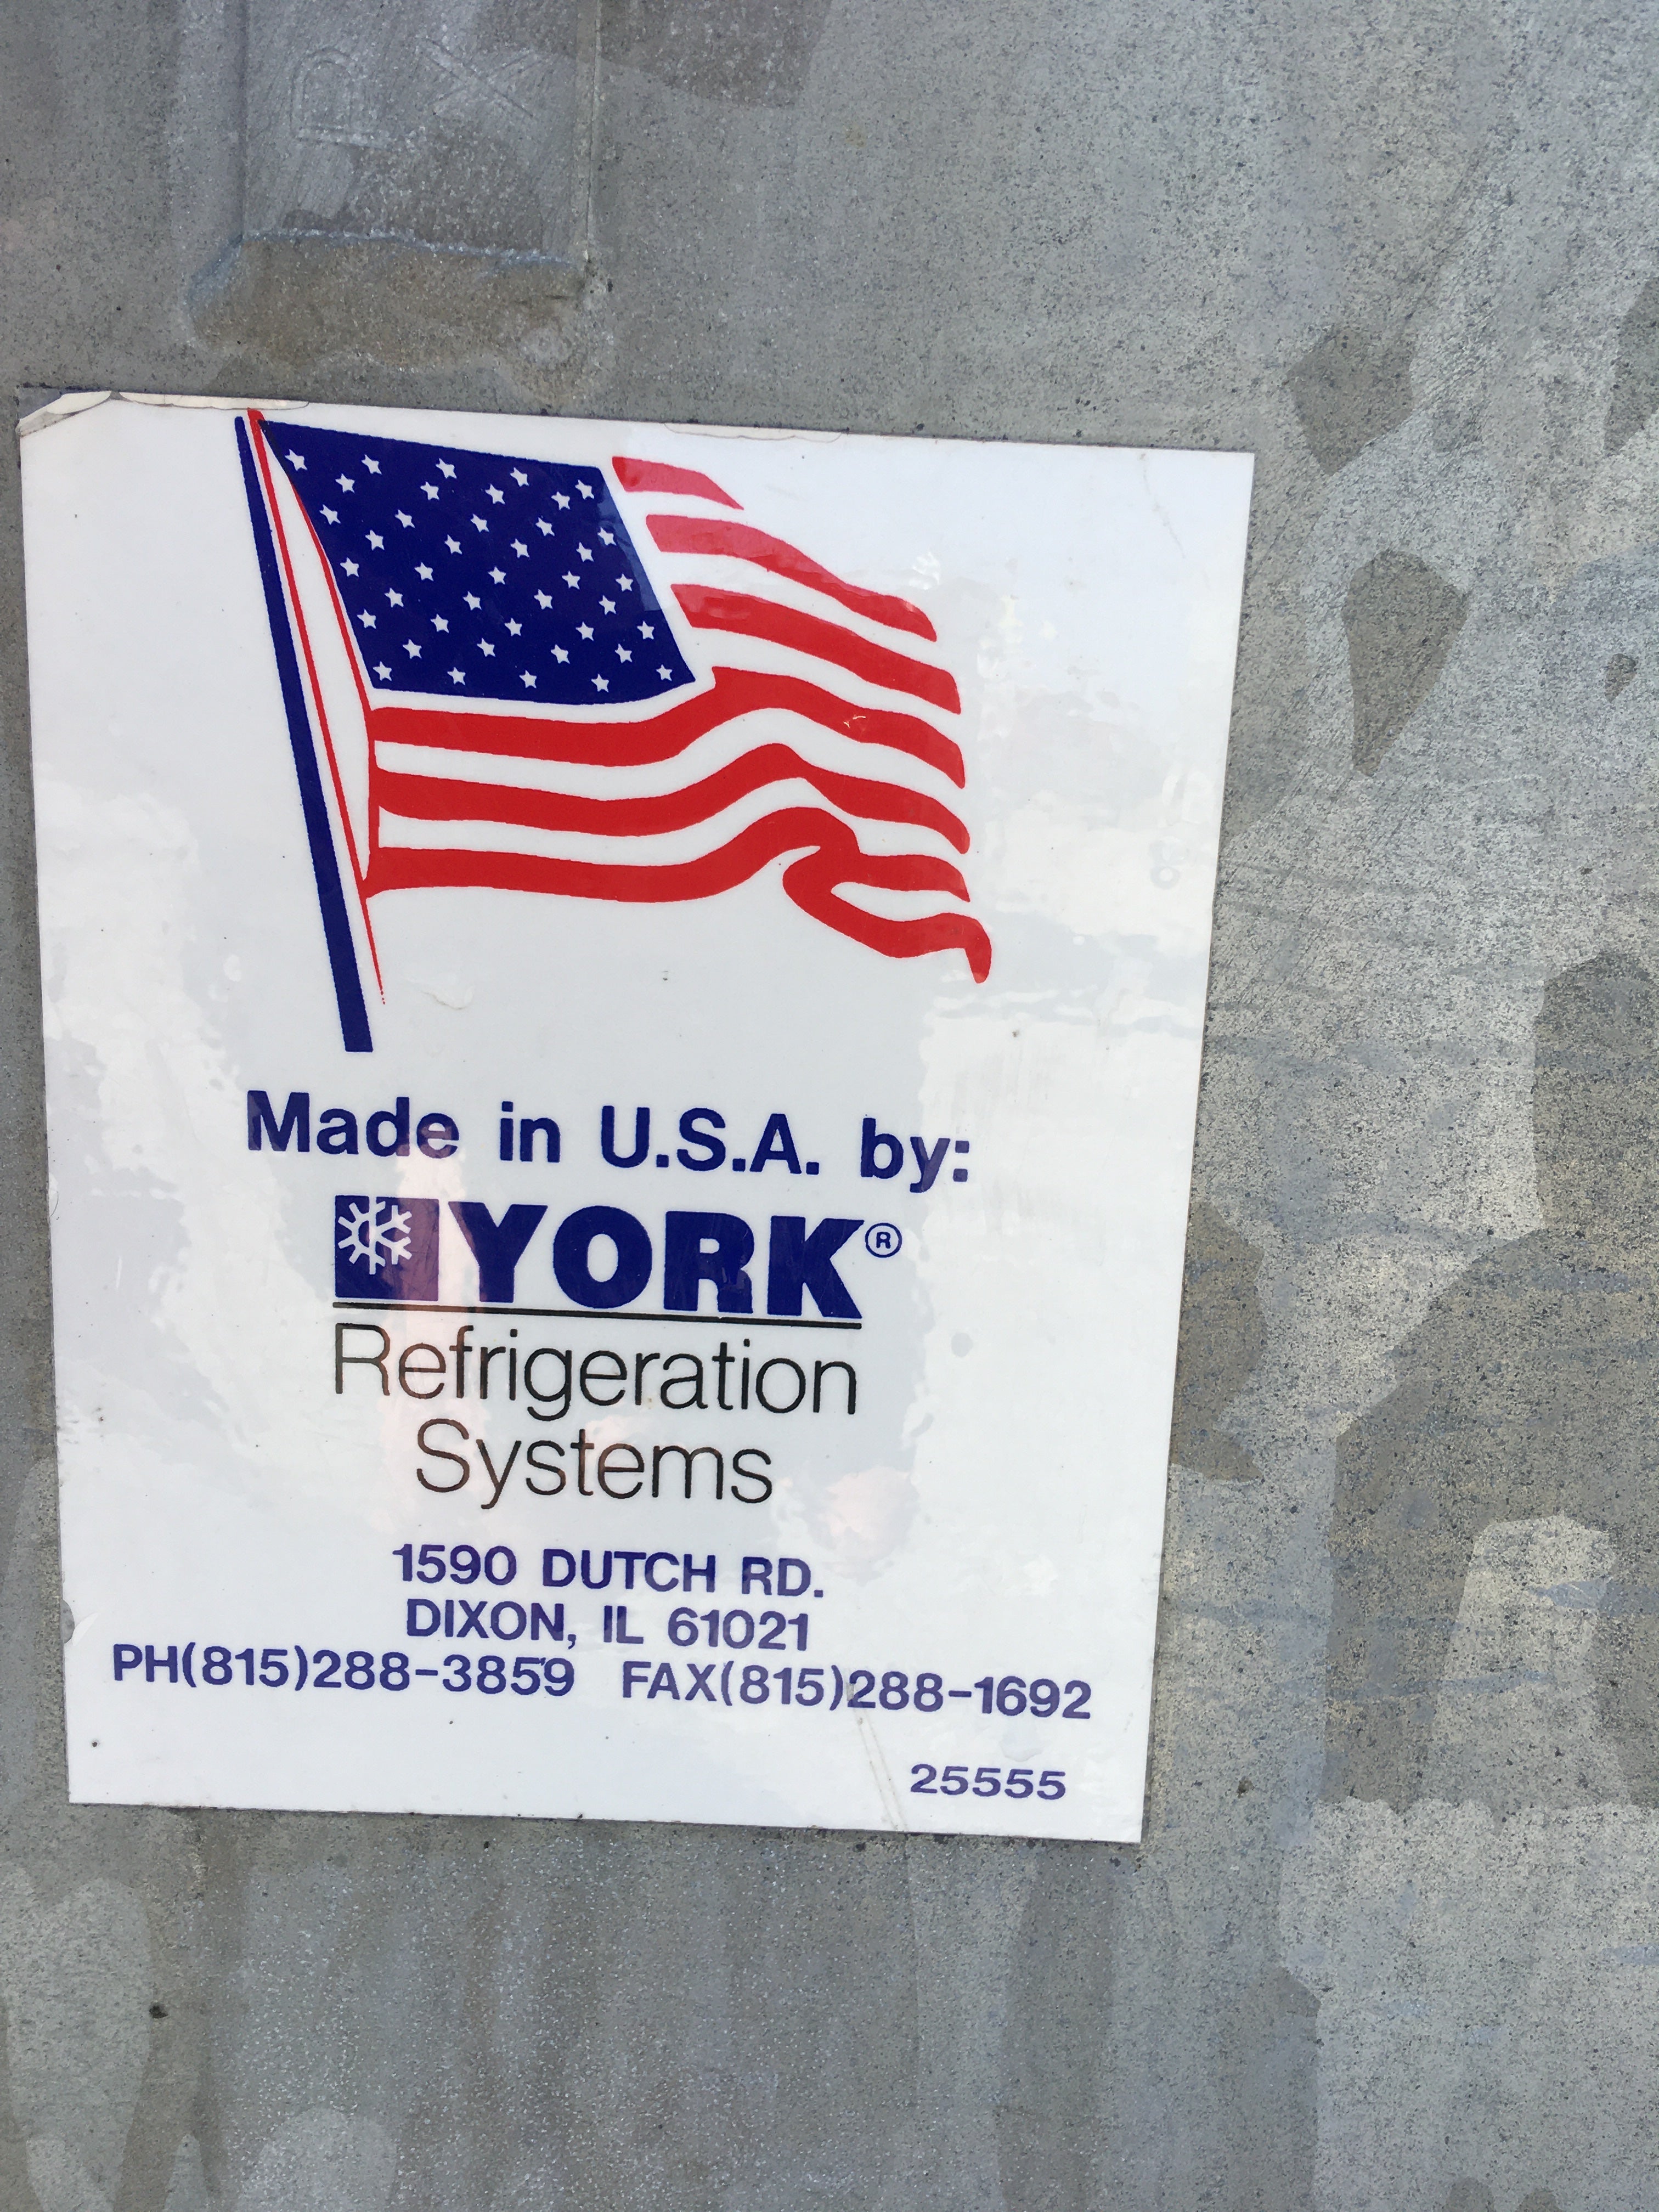 Made in U.S.A. by:
YORK®
Refrigeration
Systems
1590 DUTCH RD.
DIXON, IL 61021
PH(815)288-3859 FAX(815)288-1692
25555